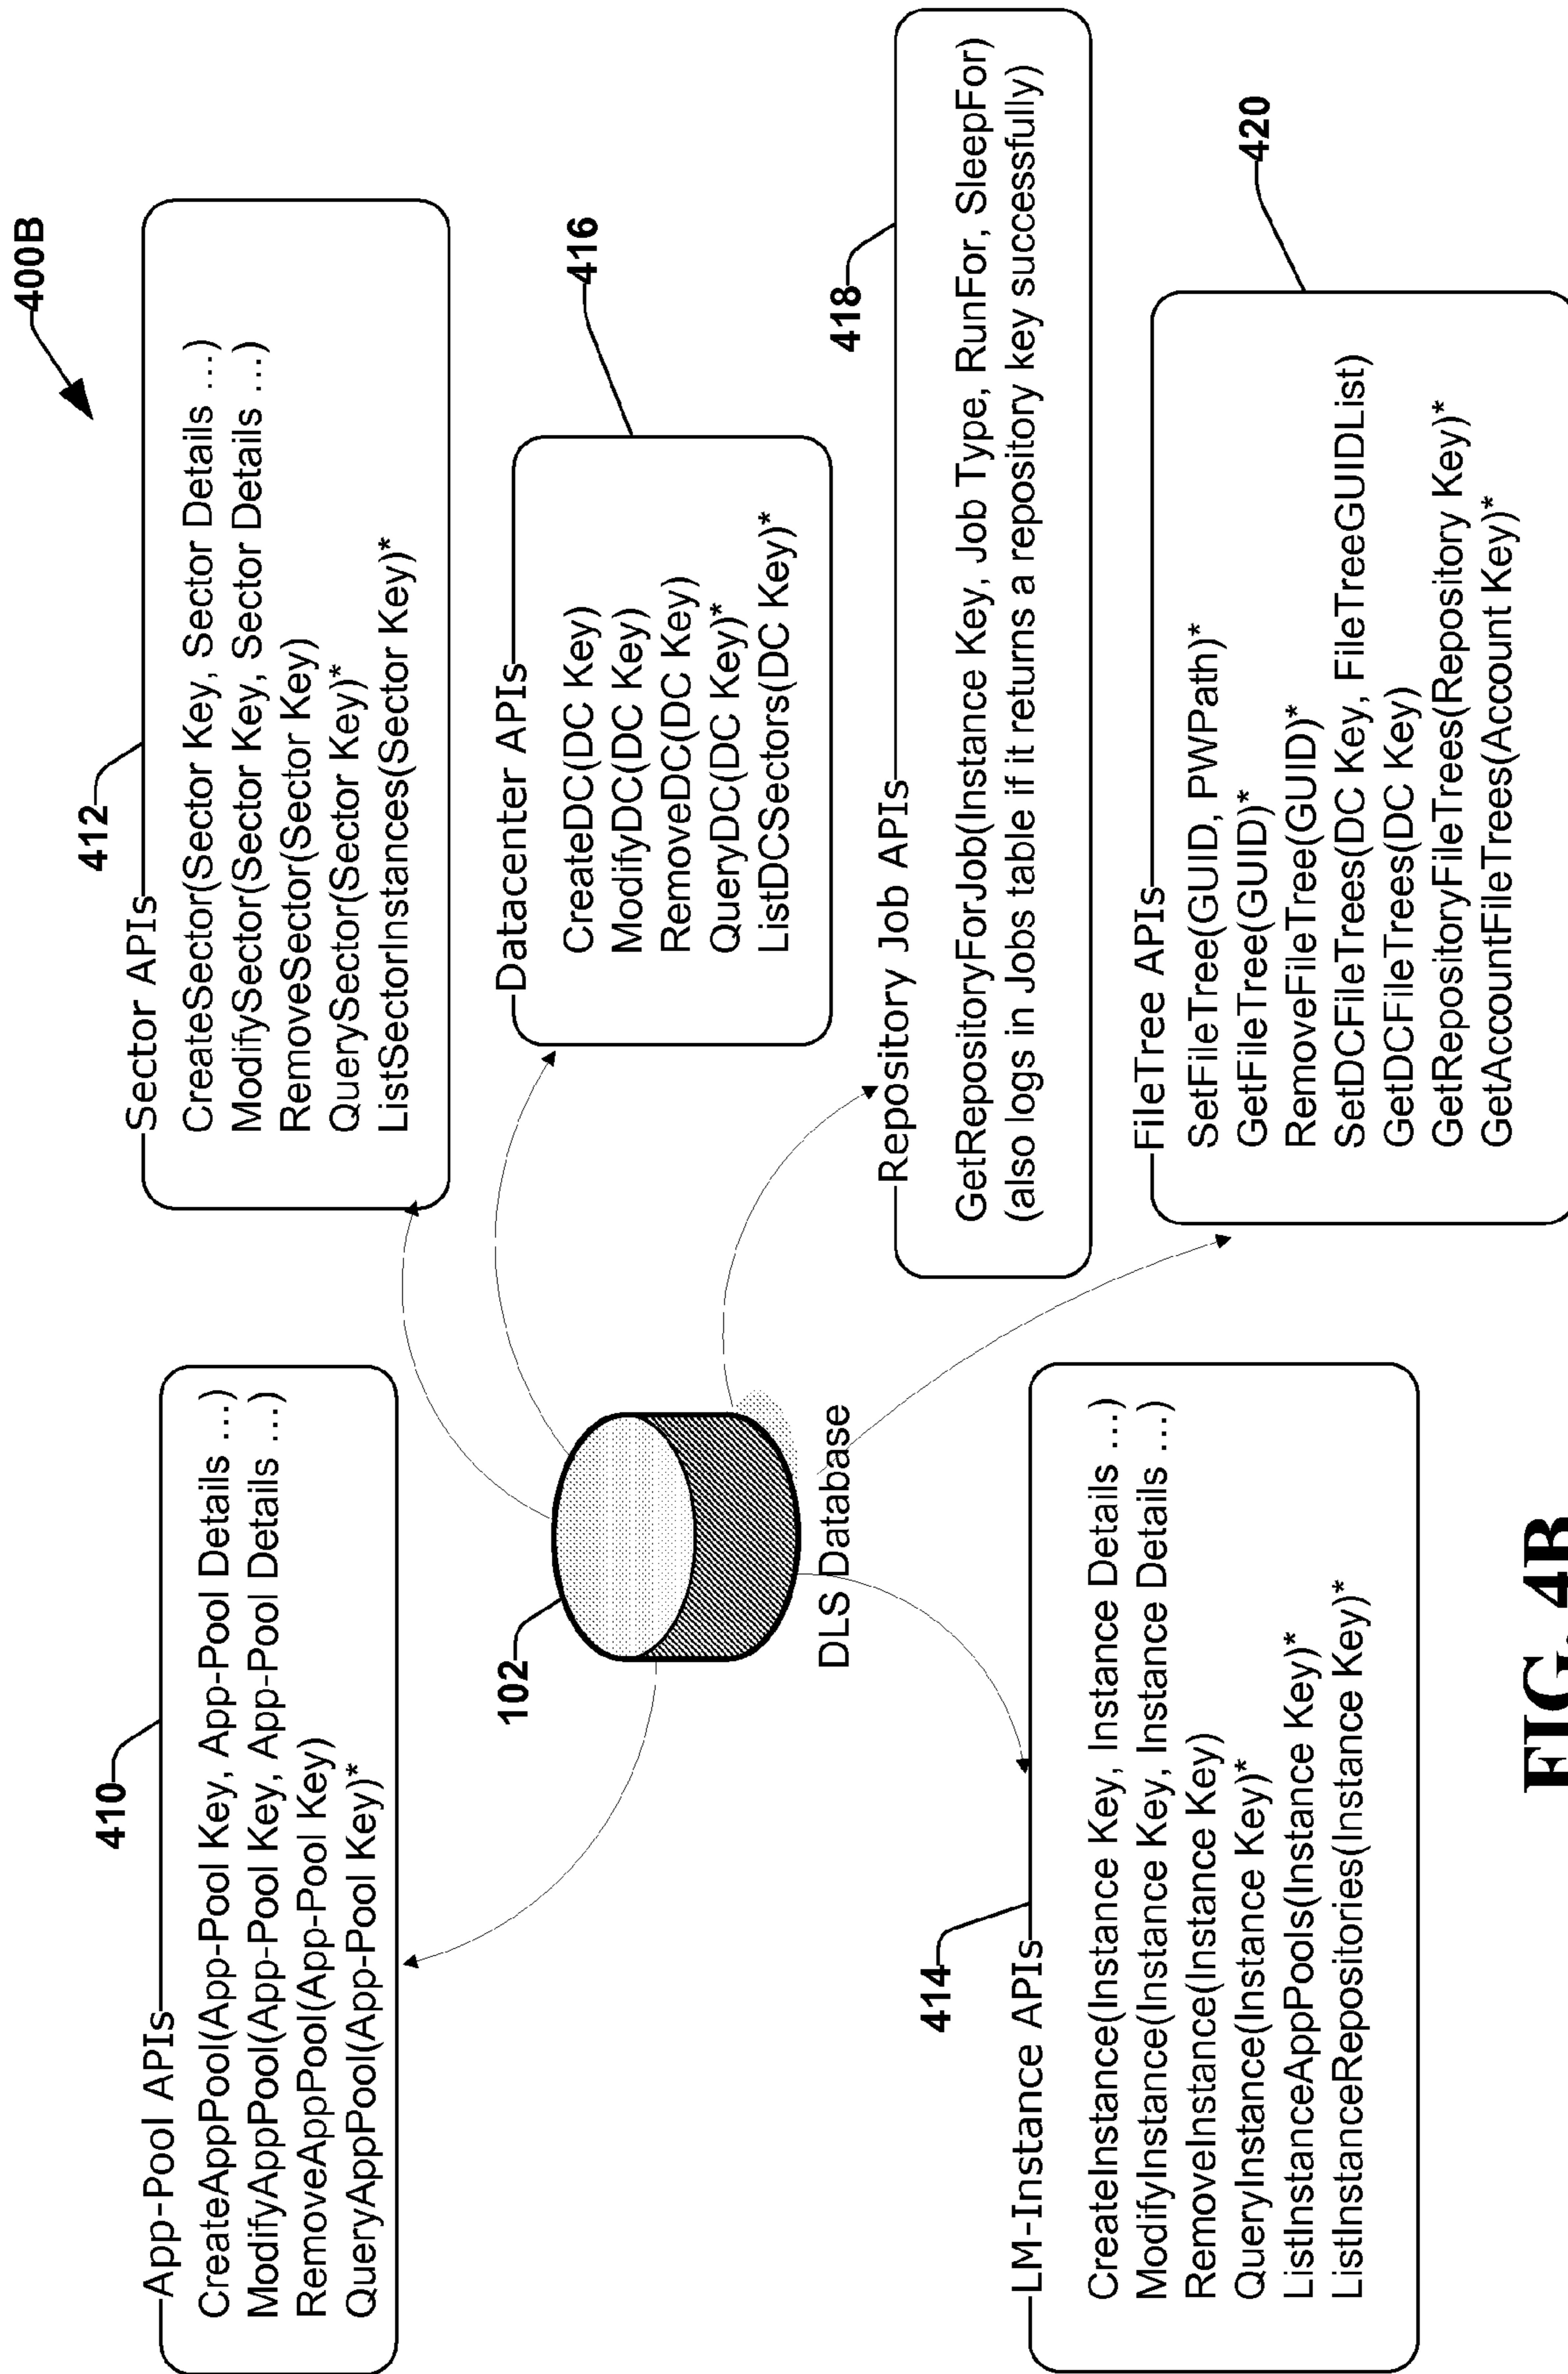 400B
410
App-Pool APIs
CreateAppPool(App-Pool Key, App-Pool Details ...)
ModifyAppPool(App-Pool Key, App-Pool Details ...)
RemoveAppPool(App-Pool Key)
QueryAppPool(App-Pool Key)*
412
Sector APIs
CreateSector(Sector Key, Sector Details ...)
ModifySector(Sector Key, Sector Details ...)
RemoveSector(Sector Key)
QuerySector(Sector Key)*
ListSectorInstances(Sector Key)*
416
Datacenter APIs
CreateDC(DC Key)
ModifyDC(DC Key)
RemoveDC(DC Key)
QueryDC(DC Key)*
ListDCSectors(DC Key)*
102
DLS Database
418
Repository Job APIs
GetRepositoryForJob(Instance Key, Job Type, RunFor, SleepFor)
(also logs in Jobs table if it returns a repository key successfully)
414
LM-Instance APIs
CreateInstance(Instance Key, Instance Details ...)
ModifyInstance(Instance Key, Instance Details ...)
RemoveInstance(Instance Key)
QueryInstance(Instance Key)*
ListInstanceAppPools(Instance Key)*
ListInstanceRepositories(Instance Key)*
420
FileTree APIs
SetFileTree(GUID, PWPath)*
GetFileTree(GUID)*
RemoveFileTree(GUID)*
SetDCFileTrees(DC Key, FileTreeGUIDList)
GetDCFileTrees(DC Key)
GetRepositoryFileTrees(Repository Key)*
GetAccountFileTrees(Account Key)*
FIG. 4B